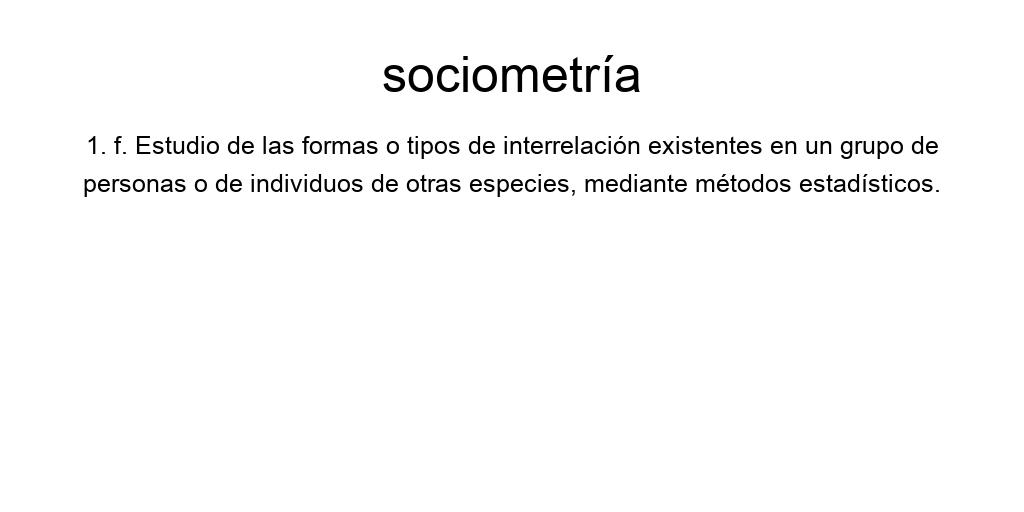 sociometría
1. f. Estudio de las formas o tipos de interrelación existentes en un grupo de
personas o de individuos de otras especies, mediante métodos estadísticos.